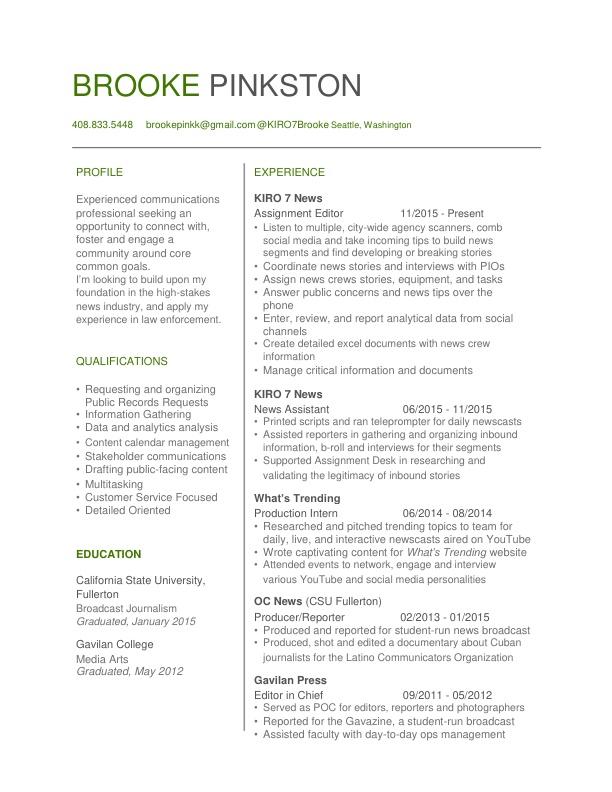 BROOKE PINKSTON
408.833.5448 brookepinkk@gmail.com @KIRO7Brooke Seattle, Washington
PROFILE
Experienced communications
professional seeking an
opportunity to connect with,
foster and engage a
community around core
common goals.
I'm looking to build upon my
foundation in the high-stakes
news industry, and apply my
experience in law enforcement.
QUALIFICATIONS
• Requesting and organizing
Public Records Requests
• Information Gathering
• Data and analytics analysis
• Content calendar management
• Stakeholder communications
• Drafting public-facing content
• Multitasking
• Customer Service Focused
• Detailed Oriented
EDUCATION
California State University,
Fullerton
Broadcast Journalism
Graduated, January 2015
Gavilan College
Media Arts
Graduated, May 2012
EXPERIENCE
KIRO 7 News
Assignment Editor 11/2015 - Present
• Listen to multiple, city-wide agency scanners, comb
social media and take incoming tips to build news
segments and find developing or breaking stories
• Coordinate news stories and interviews with PIOs
• Assign news crews stories, equipment, and tasks
• Answer public concerns and news tips over the
phone
• Enter, review, and report analytical data from social
channels
• Create detailed excel documents with news crew
information
• Manage critical information and documents
KIRO 7 News
News Assistant 06/2015 - 11/2015
• Printed scripts and ran teleprompter for daily newscasts
• Assisted reporters in gathering and organizing inbound
information, b-roll and interviews for their segments
• Supported Assignment Desk in researching and
validating the legitimacy of inbound stories
What's Trending
Production Intern 06/2014 - 08/2014
• Researched and pitched trending topics to team for
daily, live, and interactive newscasts aired on YouTube
• Wrote captivating content for What's Trending website
• Attended events to network, engage and interview
various YouTube and social media personalities
OC News (CSU Fullerton)
Producer/Reporter 02/2013 - 01/2015
• Produced and reported for student-run news broadcast
• Produced, shot and edited a documentary about Cuban
journalists for the Latino Communicators Organization
Gavilan Press
Editor in Chief 09/2011 - 05/2012
• Served as POC for editors, reporters and photographers
• Reported for the Gavazine, a student-run broadcast
• Assisted faculty with day-to-day ops management